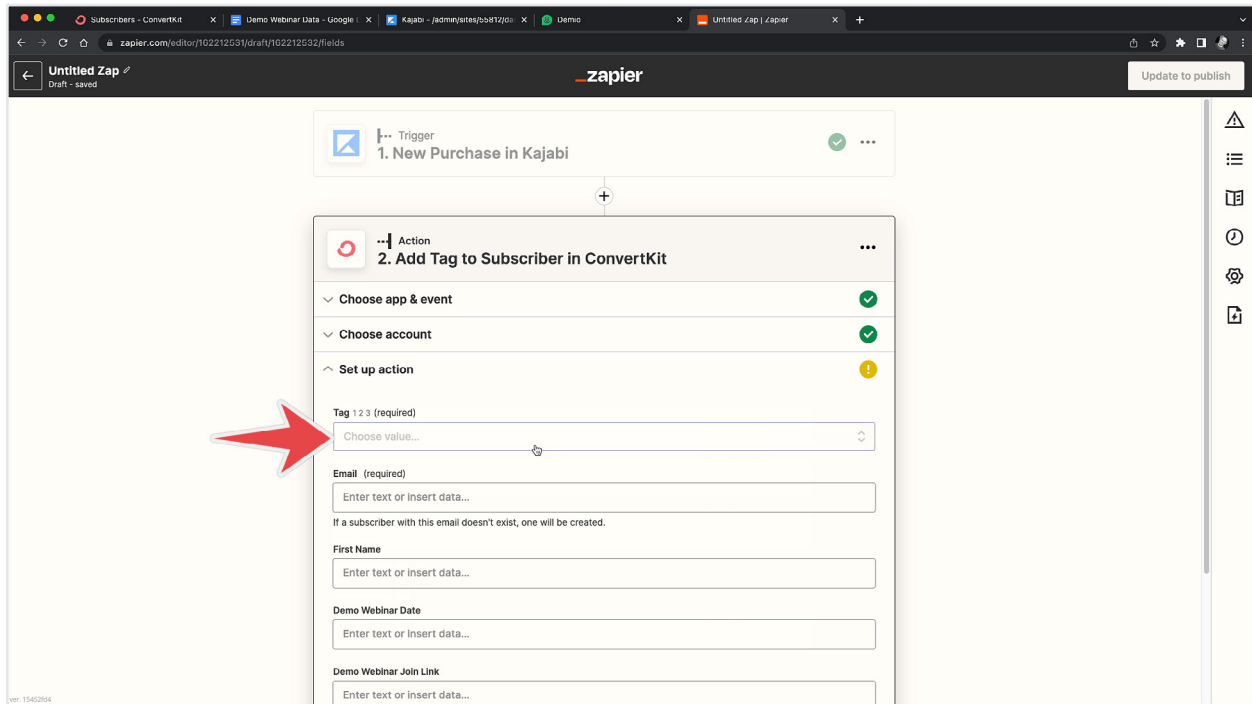 Subscribers - ConvertKit
Demo Webinar Data - Google
Kajabi - /admin/sites/55812/da
Demio
Untitled Zap | Zapier
zapier.com/editor/102212531/draft/102212532/fields
Untitled Zap
Draft - saved
_zapier
Update to publish
Trigger
1. New Purchase in Kajabi
Action
2. Add Tag to Subscriber in ConvertKit
Choose app & event
Choose account
Set up action
Tag 1 2 3 (required)
Choose value...
Email (required)
Enter text or insert data...
If a subscriber with this email doesn't exist, one will be created.
First Name
Enter text or insert data...
Demo Webinar Date
Enter text or insert data...
Demo Webinar Join Link
Enter text or insert data...
ver. 15452fd4